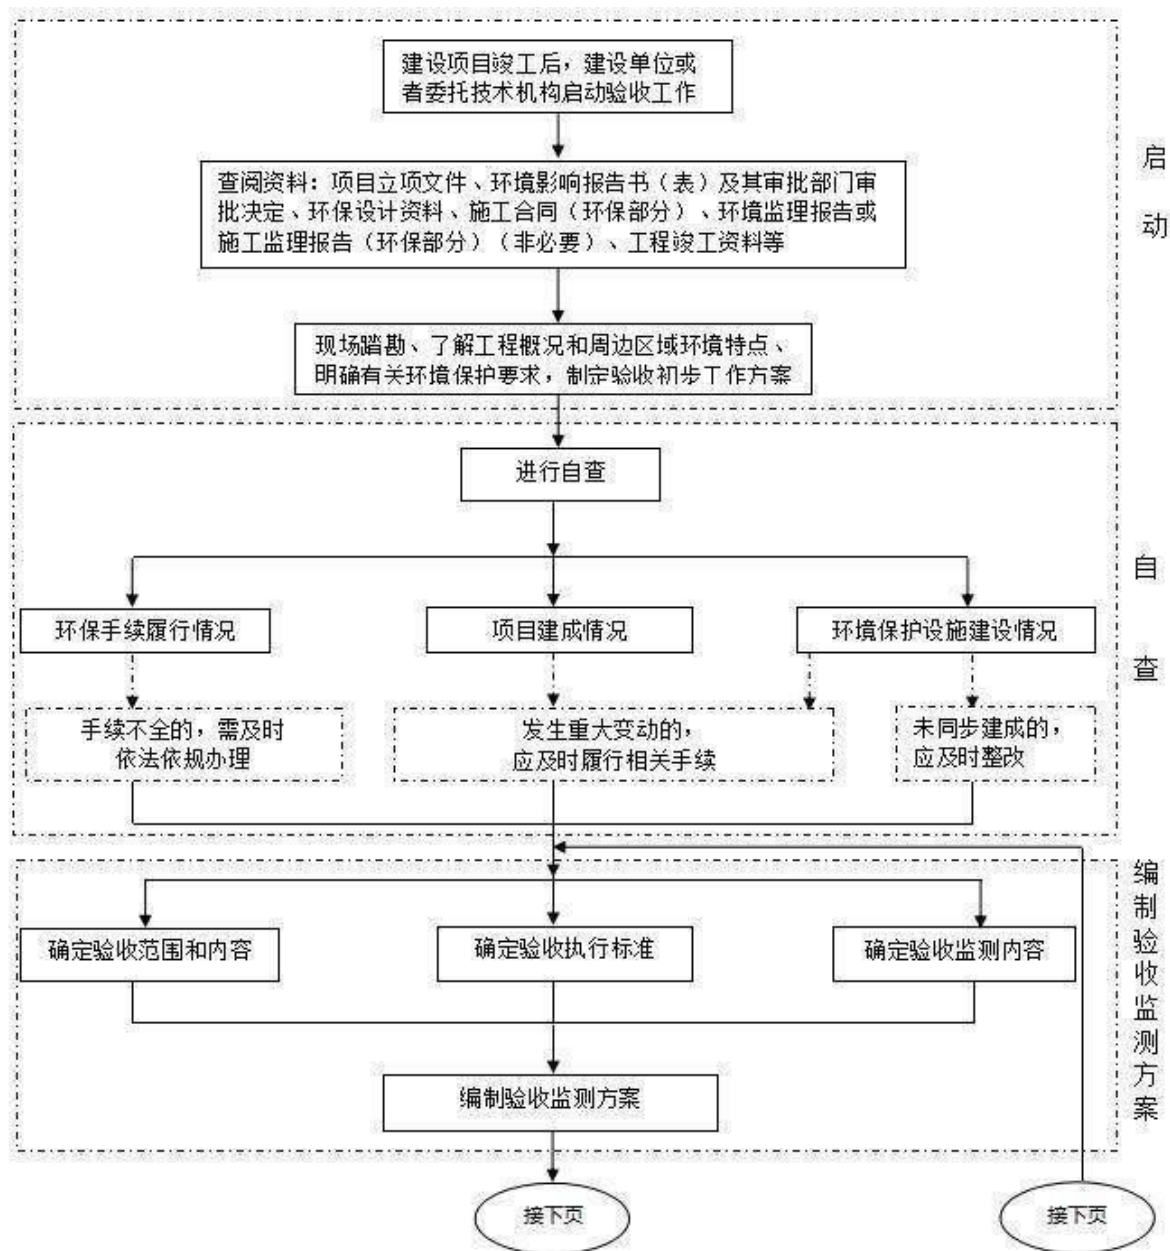 建设项目竣工后，建设单位或
者委托技术机构启动验收工作
查阅资料：项目立项文件、环境影响报告书（表）及其审批部门审
批决定、环保设计资料、施工合同（环保部分）、环境监理报告或
施工监理报告（环保部分）（非必要）、工程竣工资料等
现场踏勘、了解工程概况和周边区域环境特点、
明确有关环境保护要求，制定验收初步工作方案
启
动
进行自查
环保手续履行情况
项目建成情况
环境保护设施建设情况
手续不全的，需及时
依法依规办理
发生重大变动的，
应及时履行相关手续
未同步建成的，
应及时整改
自
查
确定验收范围和内容
确定验收执行标准
确定验收监测内容
编制验收监测方案
编
制
验
收
监
测
方
案
接下页
接下页